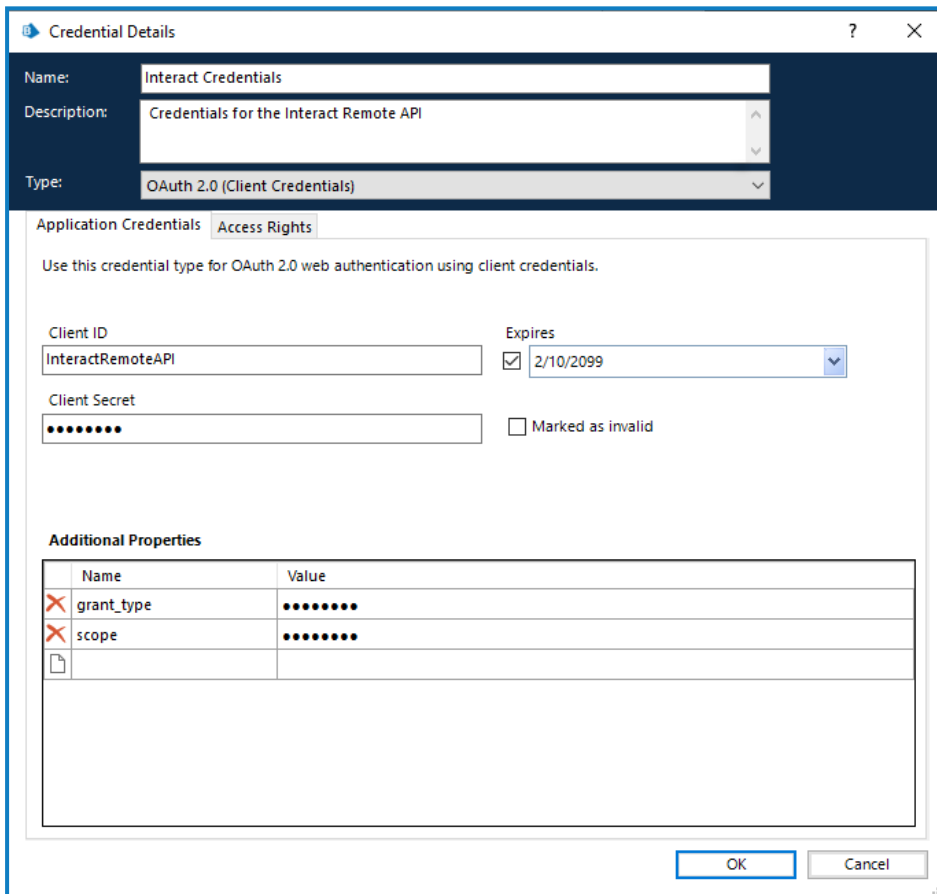 Credential Details
?
Name:
Interact Credentials
Description:
Credentials for the Interact Remote API
Type:
OAuth 2.0 (Client Credentials)
Application Credentials
Access Rights
Use this credential type for OAuth 2.0 web authentication using client credentials.
Client ID
Expires
InteractRemoteAPI
2/10/2099
Client Secret
••••••••
Marked as invalid
Additional Properties
Name Value
grant_type ••••••••
scope ••••••••
OK
Cancel